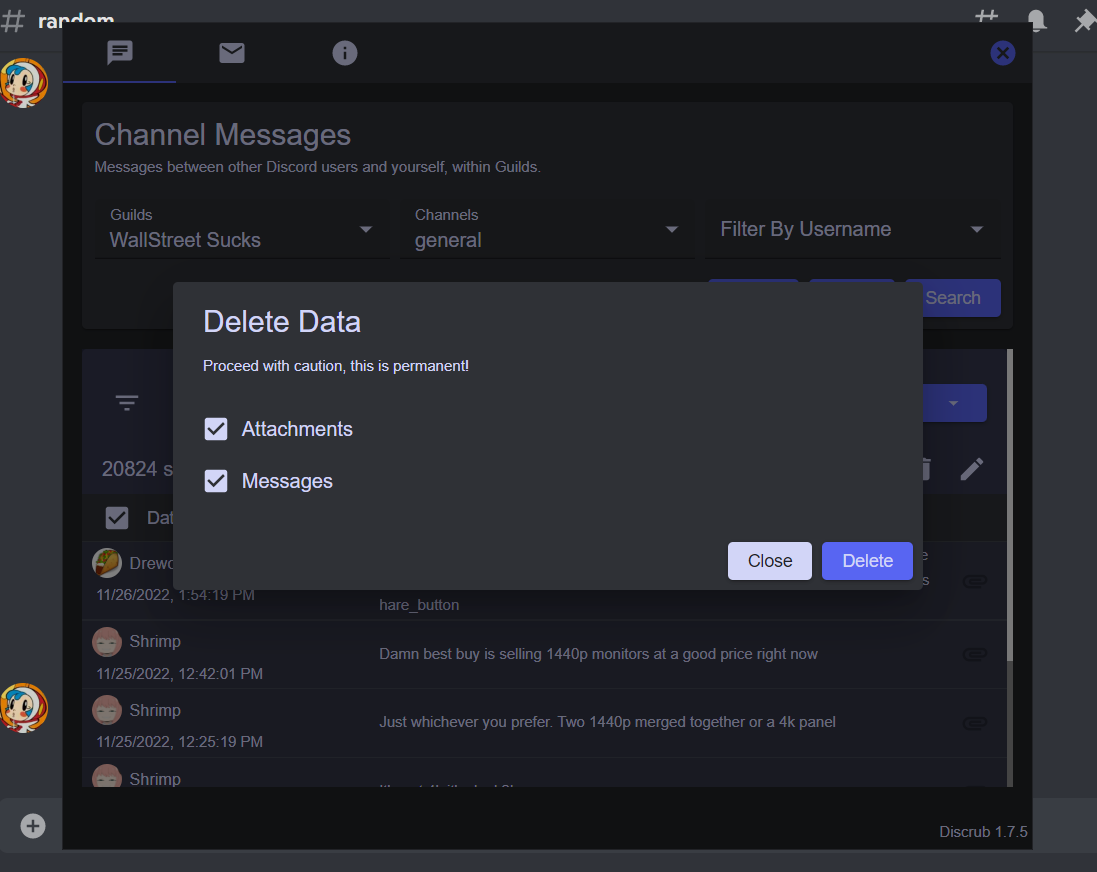 # random
Channel Messages
Messages between other Discord users and yourself, within Guilds.
Guilds
WallStreet Sucks
Channels
general
Filter By Username
Search
Delete Data
Proceed with caution, this is permanent!
Attachments
Messages
Close
Delete
20824 s
Dat
Drewc
11/26/2022, 1:54:19 PM
hare_button
Shrimp
11/25/2022, 12:42:01 PM
Damn best buy is selling 1440p monitors at a good price right now
Shrimp
11/25/2022, 12:25:19 PM
Just whichever you prefer. Two 1440p merged together or a 4k panel
Shrimp
Discrub 1.7.5